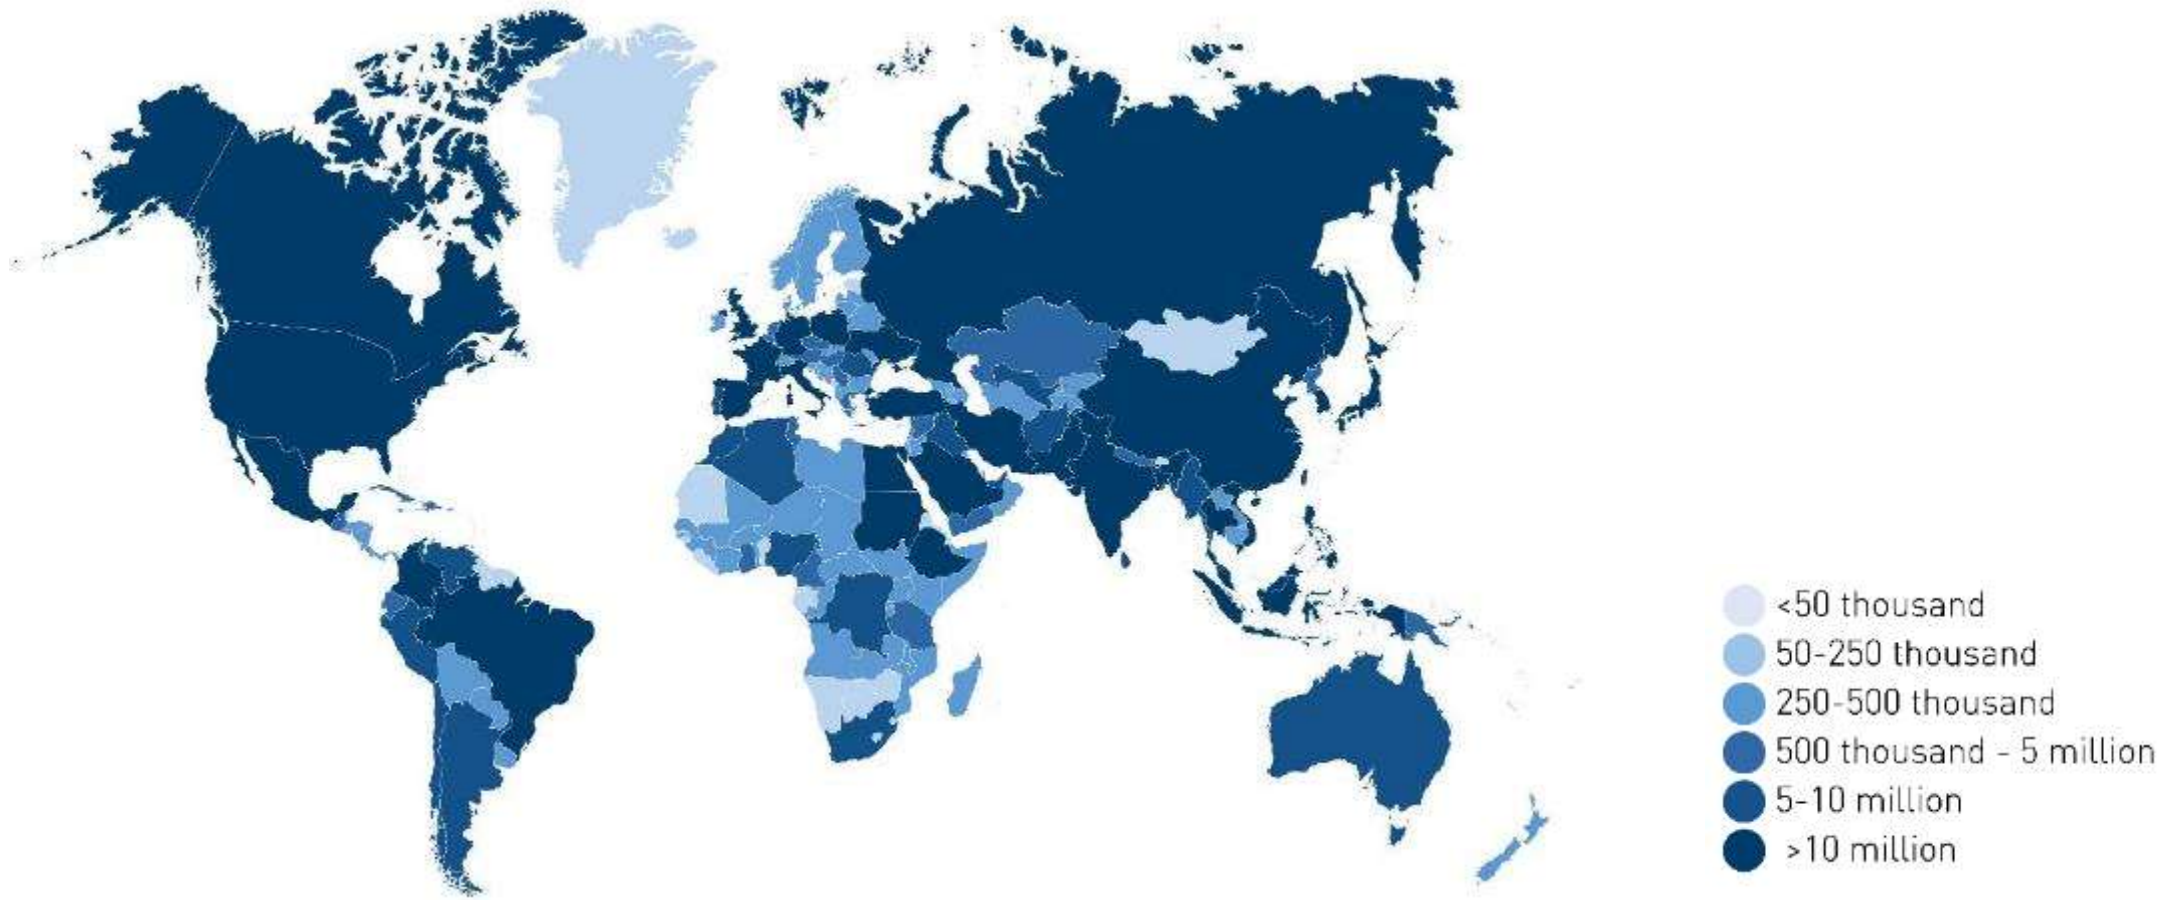 <50 thousand
50-250 thousand
250-500 thousand
500 thousand - 5 million
5-10 million
>10 million